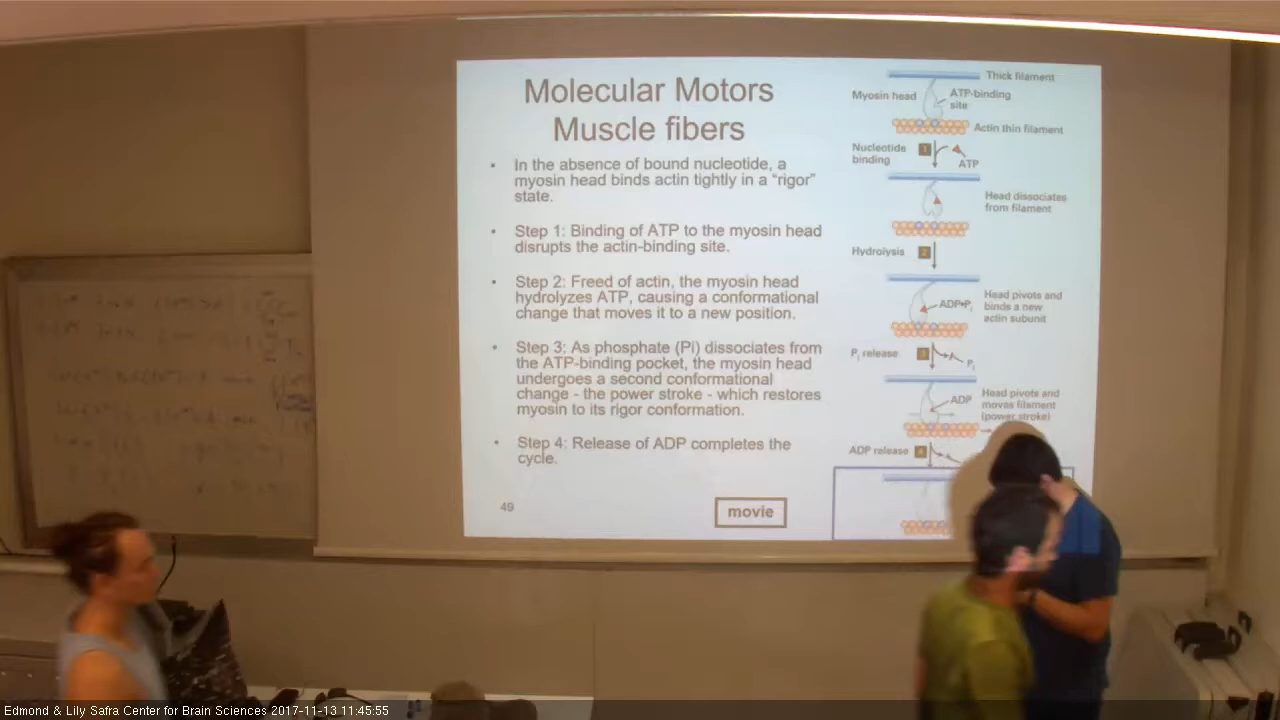 Molecular Motors
Muscle fibers
• In the absence of bound nucleotide, a
myosin head binds actin tightly in a “rigor”
state.
• Step 1: Binding of ATP to the myosin head
disrupts the actin-binding site.
• Step 2: Freed of actin, the myosin head
hydrolyzes ATP, causing a conformational
change that moves it to a new position.
• Step 3: As phosphate (Pi) dissociates from
the ATP-binding pocket, the myosin head
undergoes a second conformational
change - the power stroke - which restores
myosin to its rigor conformation.
• Step 4: Release of ADP completes the
cycle.
49
movie
Thick filament
Myosin head
ATP-binding
site
Actin thin filament
Nucleotide
binding
1
ATP
Head dissociates
from filament
Hydrolysis
2
ADP•Pi
Head pivots and
binds a new
actin subunit
Pi release
3
Pi
ADP
Head pivots and
moves filament
(power stroke)
ADP release
4
Edmond & Lily Safra Center for Brain Sciences 2017-11-13 11:45:55